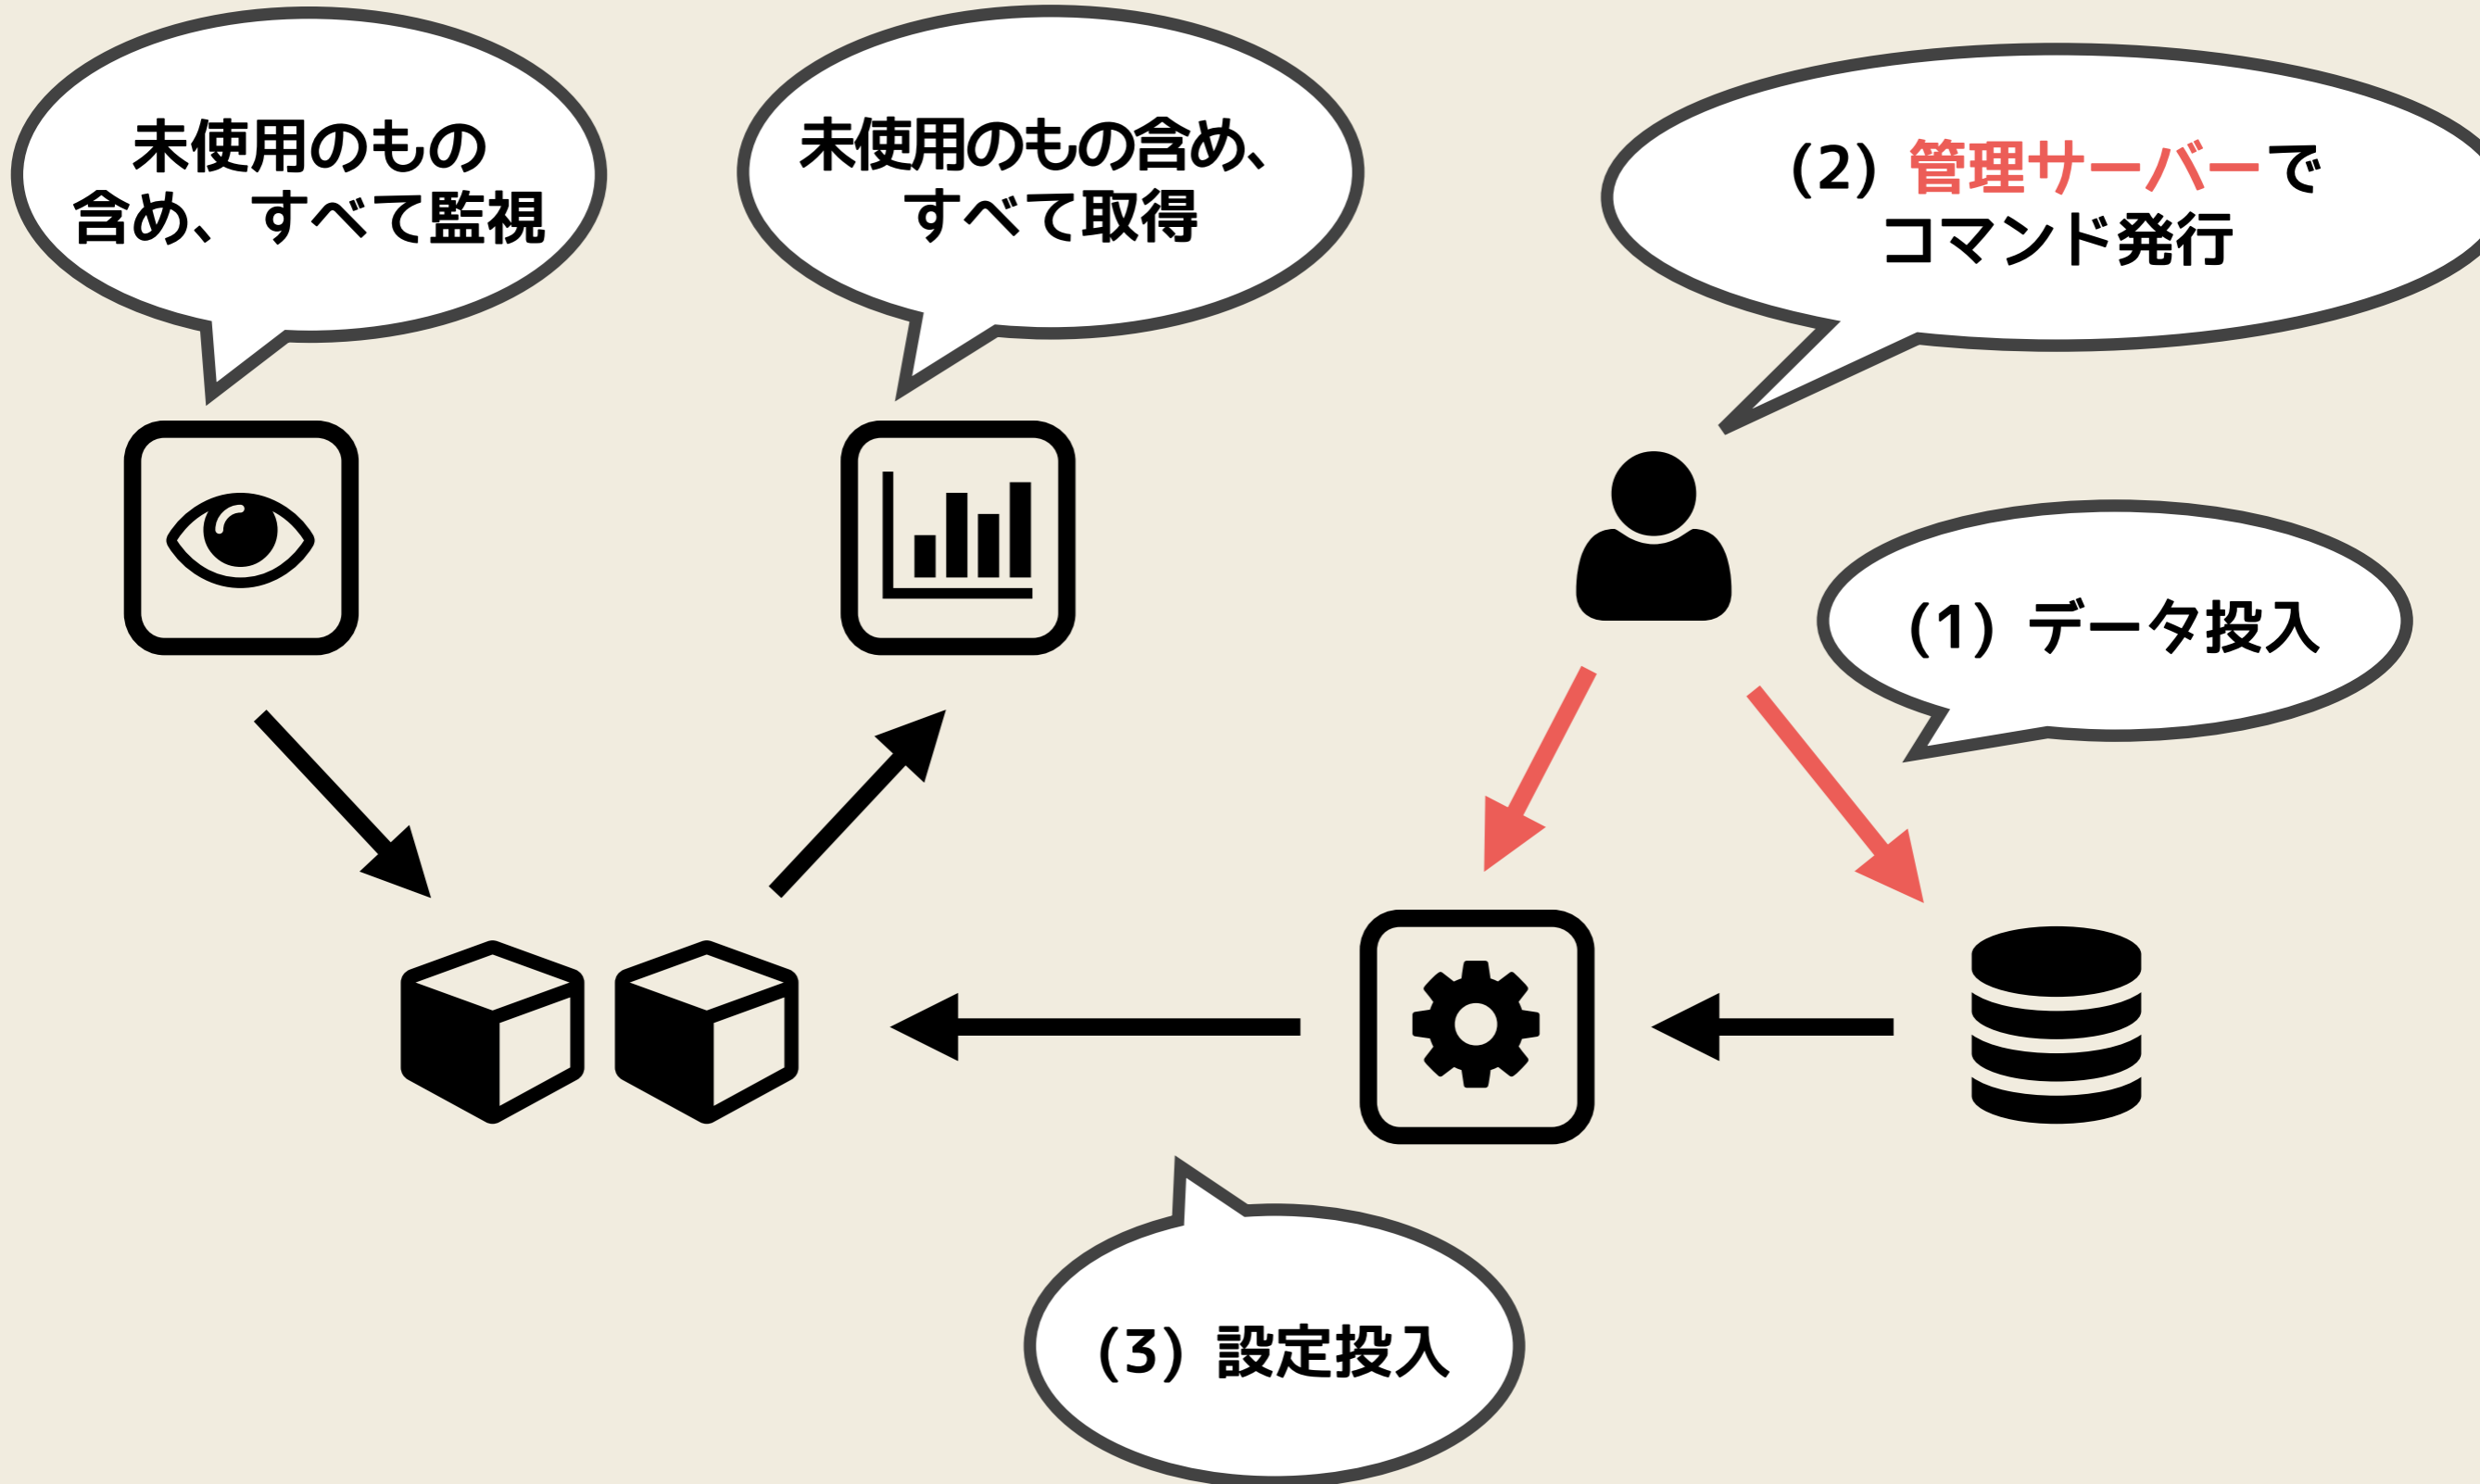 未使用のもの
含め、すべて監視
未使用のもの含め、
すべて取得
（2）管理サーバーで
コマンド発行
（1）データ投入
（3）設定投入